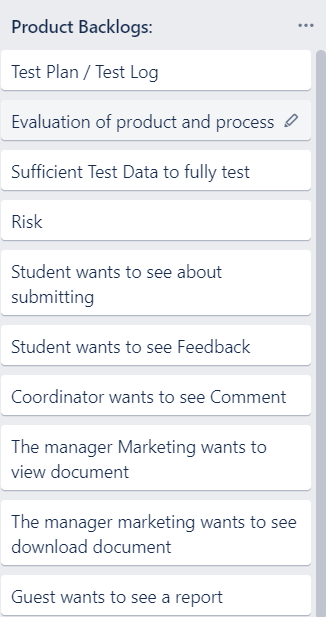 Product Backlogs:
Test Plan / Test Log
Evaluation of product and process
Sufficient Test Data to fully test
Risk
Student wants to see about
submitting
Student wants to see Feedback
Coordinator wants to see Comment
The manager Marketing wants to
view document
The manager marketing wants to see
download document
Guest wants to see a report